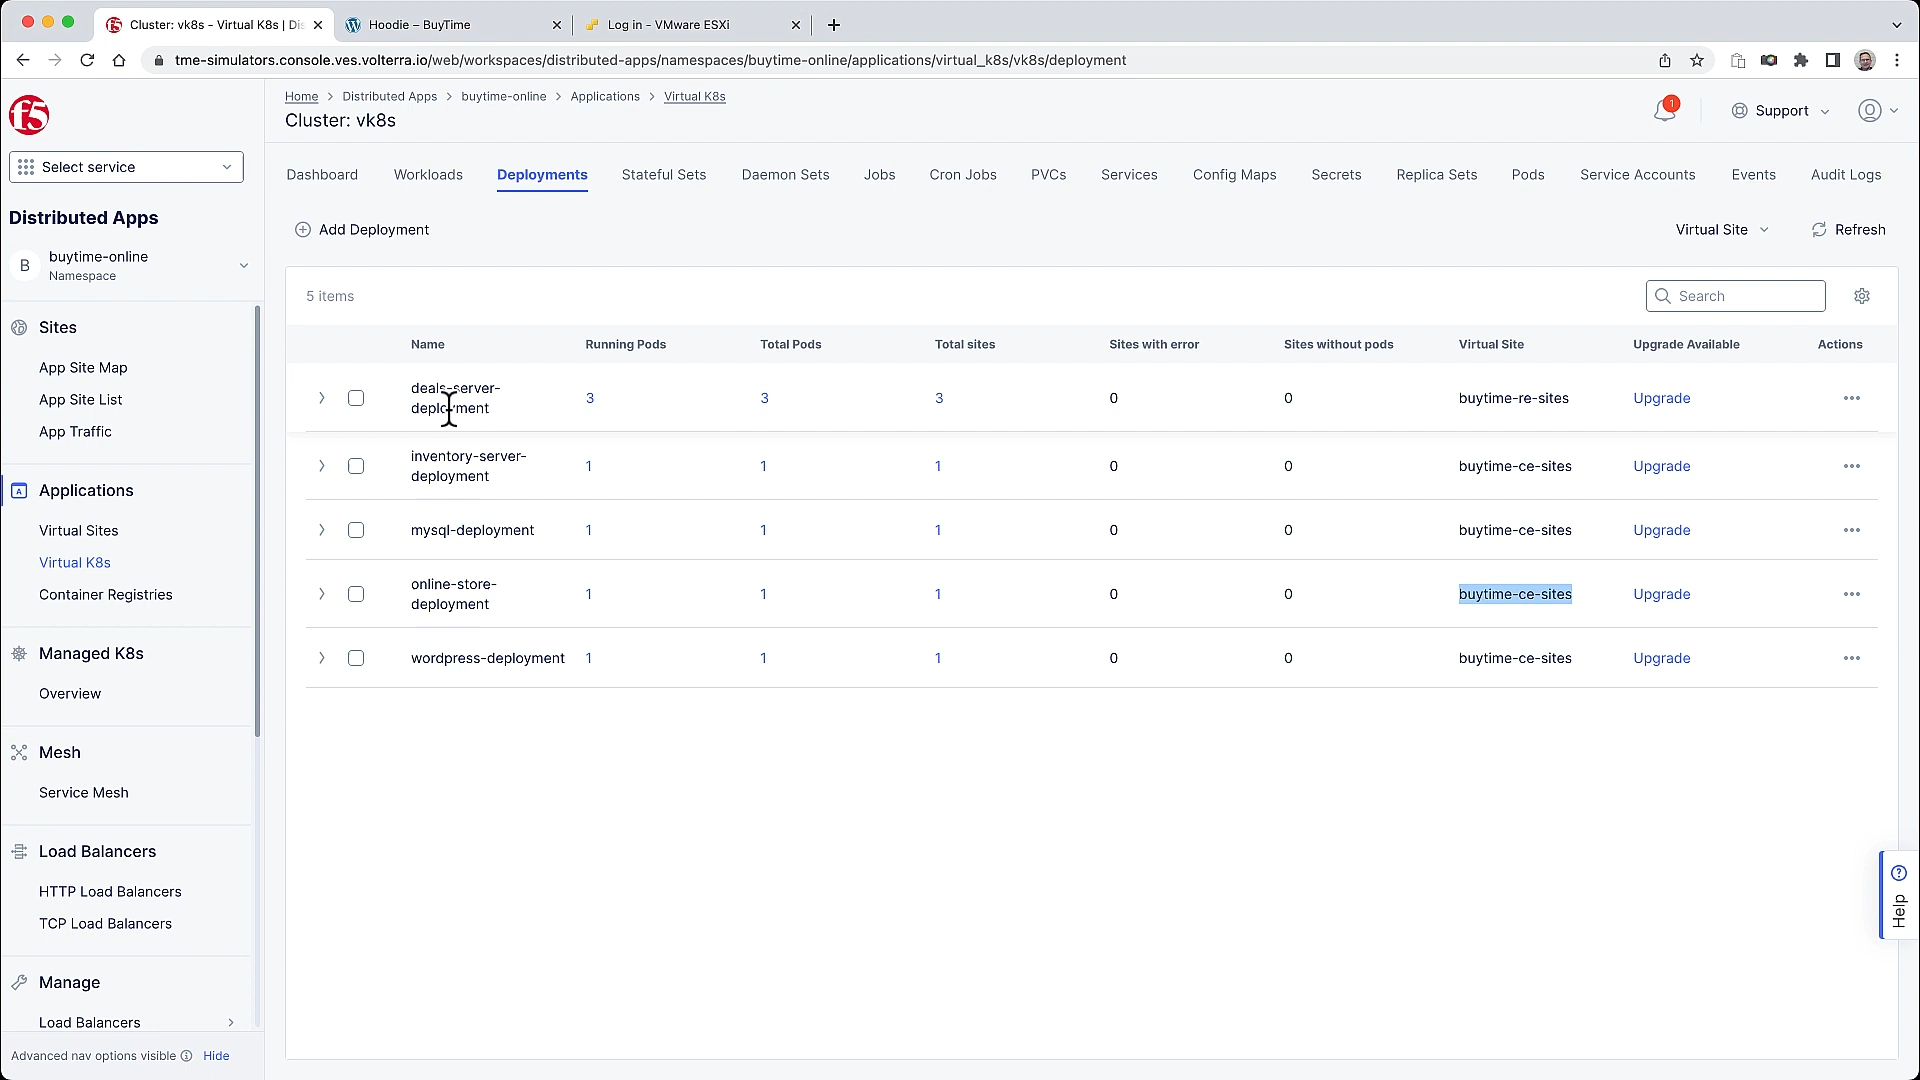 Cluster: vk8s - Virtual K8s | Dis
Hoodie – BuyTime
Log in - VMware ESXi
tme-simulators.console.ves.volterra.io/web/workspaces/distributed-apps/namespaces/buytime-online/applications/virtual_k8s/vk8s/deployment
f5
Home > Distributed Apps > buytime-online > Applications > Virtual K8s
Cluster: vk8s
1
Support
Select service
Dashboard Workloads Deployments Stateful Sets Daemon Sets Jobs Cron Jobs PVCs Services Config Maps Secrets Replica Sets Pods Service Accounts Events Audit Logs
Distributed Apps
B
buytime-online
Namespace
Add Deployment
Virtual Site
Refresh
Sites
App Site Map
App Site List
App Traffic
Applications
Virtual Sites
Virtual K8s
Container Registries
Managed K8s
Overview
Mesh
Service Mesh
Load Balancers
HTTP Load Balancers
TCP Load Balancers
Manage
Load Balancers
Advanced nav options visible Hide
5 items
Search
Name Running Pods Total Pods Total sites Sites with error Sites without pods Virtual Site Upgrade Available Actions
deals-server-
deployment 3 3 3 0 0 buytime-re-sites Upgrade
inventory-server-
deployment 1 1 1 0 0 buytime-ce-sites Upgrade
mysql-deployment 1 1 1 0 0 buytime-ce-sites Upgrade
online-store-
deployment 1 1 1 0 0 buytime-ce-sites Upgrade
wordpress-deployment 1 1 1 0 0 buytime-ce-sites Upgrade
Help